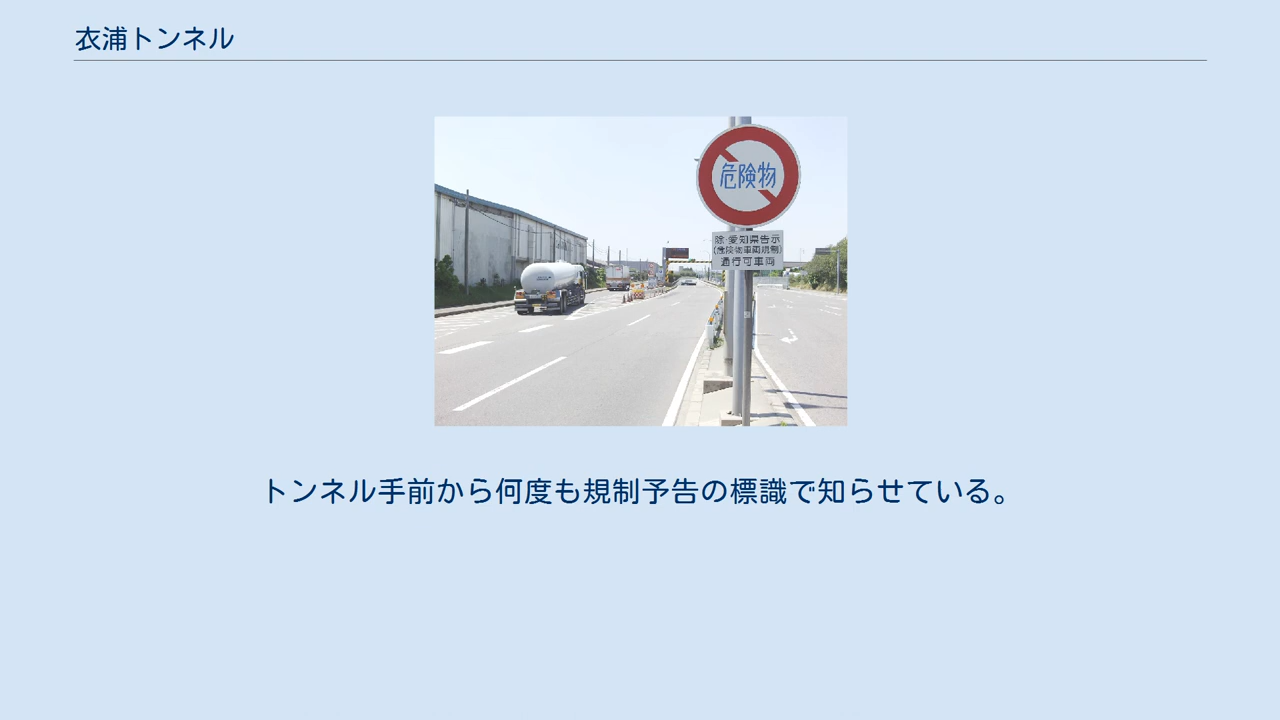 衣浦トンネル
危険物
除 愛知県告示
(危険物車両規制)
通行可車両
トンネル手前から何度も規制予告の標識で知らせている。